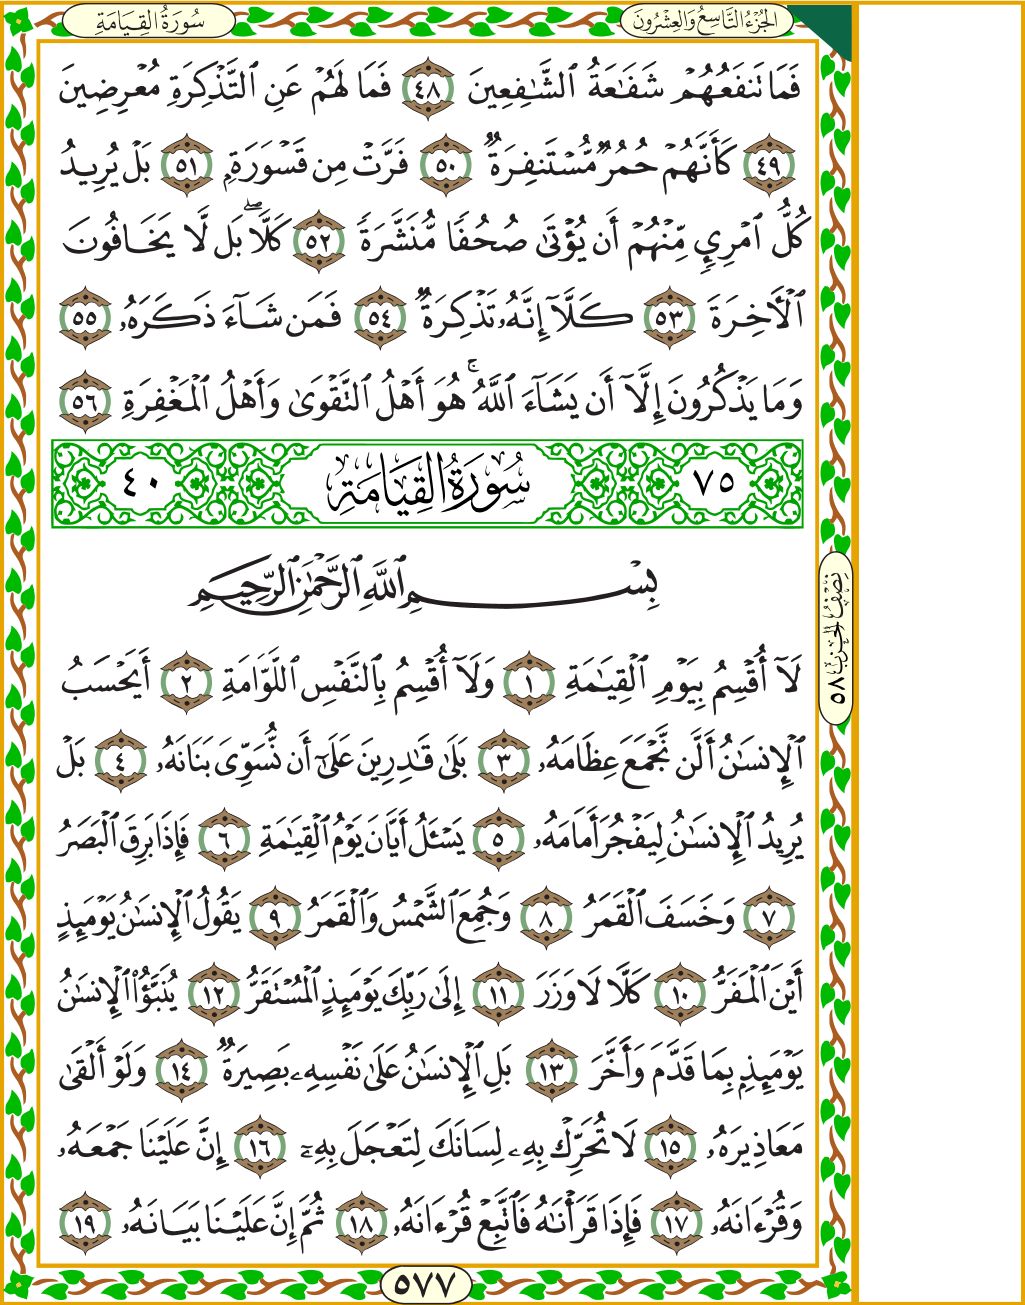 الجُزْءُ التَّاسِعُ وَالعِشْرُونَ
سُورَةُ القِيَامَةِ
فَمَا تَنفَعُهُمْ شَفَٰعَةُ ٱلشَّٰفِعِينَ ٤٨ فَمَا لَهُمْ عَنِ ٱلتَّذْكِرَةِ مُعْرِضِينَ
٤٩ كَأَنَّهُمْ حُمُرٌ مُّسْتَنفِرَةٌ ٥٠ فَرَّتْ مِن قَسْوَرَةٍۭ ٥١ بَلْ يُرِيدُ
كُلُّ ٱمْرِئٍ مِّنْهُمْ أَن يُؤْتَىٰ صُحُفًا مُّنَشَّرَةً ٥٢ كَلَّاۖ بَل لَّا يَخَافُونَ
ٱلْأَخِرَةَ ٥٣ كَلَّآ إِنَّهُۥ تَذْكِرَةٌ ٥٤ فَمَن شَآءَ ذَكَرَهُۥ ٥٥
وَمَا يَذْكُرُونَ إِلَّآ أَن يَشَآءَ ٱللَّهُۚ هُوَ أَهْلُ ٱلتَّقْوَىٰ وَأَهْلُ ٱلْمَغْفِرَةِ ٥٦
٧٥ سُورَةُ القِيَامَةِ ٤٠
بِسْمِ ٱللَّهِ ٱلرَّحْمَٰنِ ٱلرَّحِيمِ
لَآ أُقْسِمُ بِيَوْمِ ٱلْقِيَٰمَةِ ١ وَلَآ أُقْسِمُ بِٱلنَّفْسِ ٱللَّوَّامَةِ ٢ أَيَحْسَبُ
ٱلْإِنسَٰنُ أَلَّن نَّجْمَعَ عِظَامَهُۥ ٣ بَلَىٰ قَٰدِرِينَ عَلَىٰٓ أَن نُّسَوِّىَ بَنَانَهُۥ ٤ بَلْ
يُرِيدُ ٱلْإِنسَٰنُ لِيَفْجُرَ أَمَامَهُۥ ٥ يَسْـَٔلُ أَيَّانَ يَوْمُ ٱلْقِيَٰمَةِ ٦ فَإِذَا بَرِقَ ٱلْبَصَرُ
٧ وَخَسَفَ ٱلْقَمَرُ ٨ وَجُمِعَ ٱلشَّمْسُ وَٱلْقَمَرُ ٩ يَقُولُ ٱلْإِنسَٰنُ يَوْمَئِذٍ
أَيْنَ ٱلْمَفَرُّ ١٠ كَلَّا لَا وَزَرَ ١١ إِلَىٰ رَبِّكَ يَوْمَئِذٍ ٱلْمُسْتَقَرُّ ١٢ يُنَبَّؤُا۟ ٱلْإِنسَٰنُ
يَوْمَئِذٍۭ بِمَا قَدَّمَ وَأَخَّرَ ١٣ بَلِ ٱلْإِنسَٰنُ عَلَىٰ نَفْسِهِۦ بَصِيرَةٌ ١٤ وَلَوْ أَلْقَىٰ
مَعَاذِيرَهُۥ ١٥ لَا تُحَرِّكْ بِهِۦ لِسَانَكَ لِتَعْجَلَ بِهِۦٓ ١٦ إِنَّ عَلَيْنَا جَمْعَهُۥ
وَقُرْءَانَهُۥ ١٧ فَإِذَا قَرَأْنَٰهُ فَٱتَّبِعْ قُرْءَانَهُۥ ١٨ ثُمَّ إِنَّ عَلَيْنَا بَيَانَهُۥ ١٩
نِصْفُ الحِزْبِ ٥٨
٥٧٧